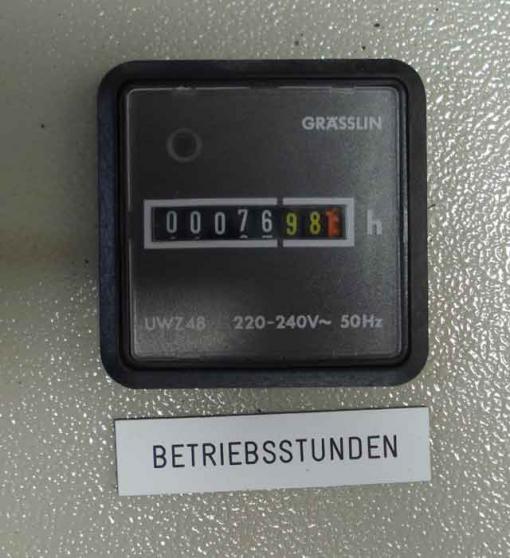 GRÄSSLIN
0007698 h
UWZ 48 220-240V~ 50Hz
BETRIEBSSTUNDEN